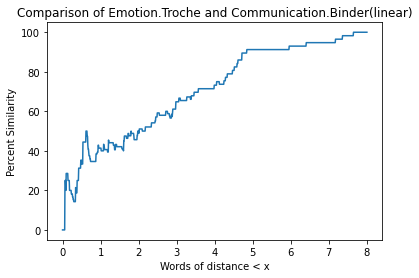 Comparison of Emotion.Troche and Communication.Binder(linear)
100
80
60
40
20
0
Percent Similarity
0 1 2 3 4 5 6 7 8
Words of distance < x